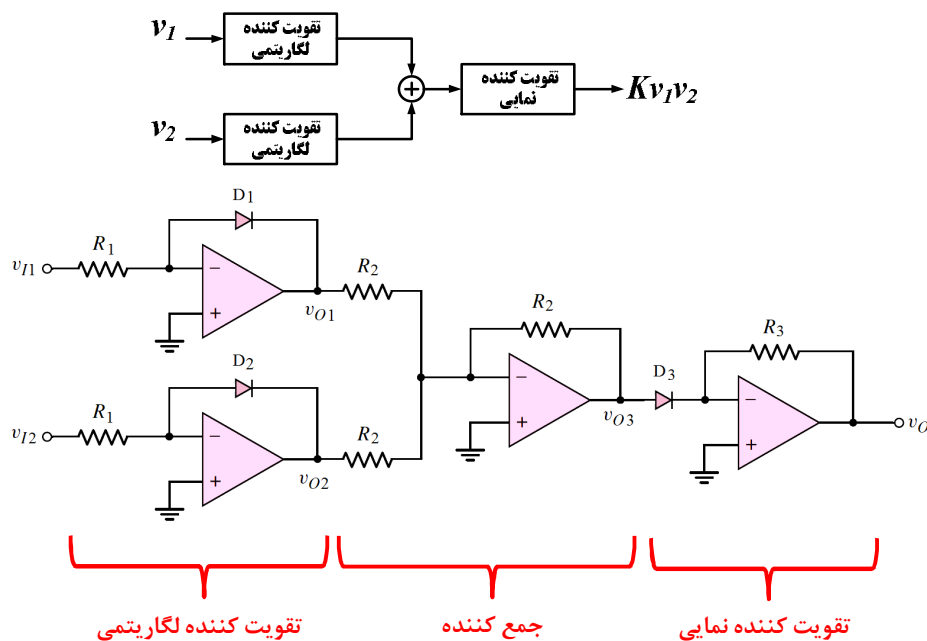 v1
تقویت کننده
لگاریتمی
+
تقویت کننده
نمایی
Kv1v2
v2
تقویت کننده
لگاریتمی
D1
R1
vI1
−
+
vO1
R2
D2
R1
vI2
−
+
vO2
R2
R2
−
+
vO3
D3
R3
−
+
vO
تقویت کننده لگاریتمی
جمع کننده
تقویت کننده نمایی